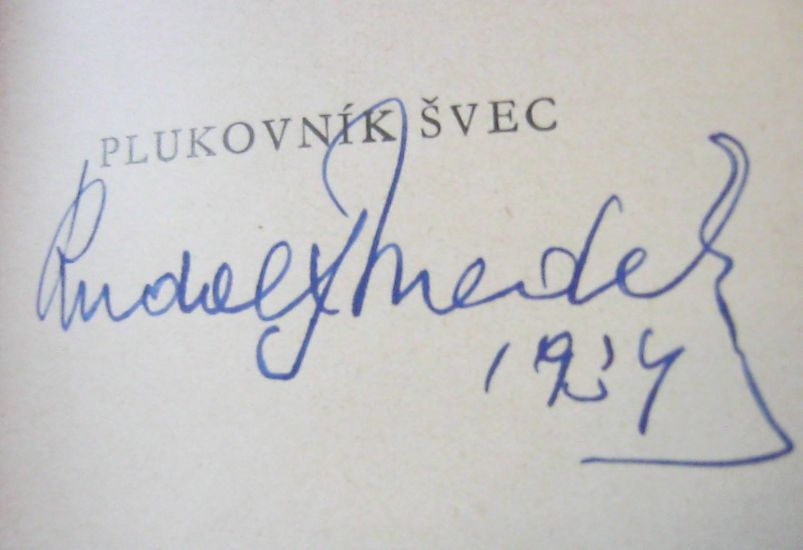 PLUKOVNÍK ŠVEC
Rudolf Medek
1934